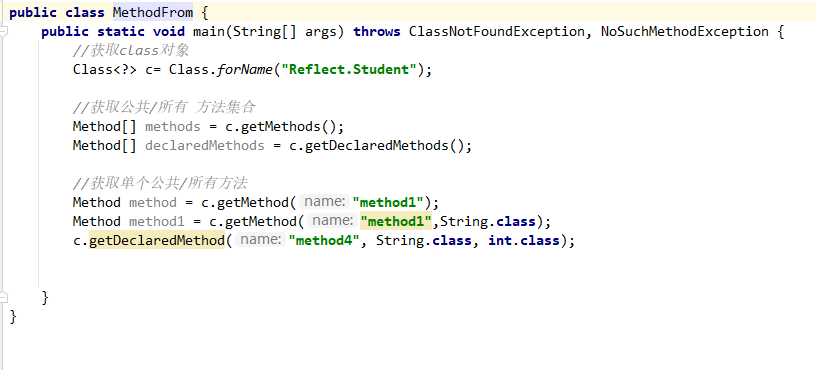 public class MethodFrom {
public static void main(String[] args) throws ClassNotFoundException, NoSuchMethodException {
//获取class对象
Class<?> c= Class.forName("Reflect.Student");
//获取公共/所有 方法集合
Method[] methods = c.getMethods();
Method[] declaredMethods = c.getDeclaredMethods();
//获取单个公共/所有方法
Method method = c.getMethod( name: "method1");
Method method1 = c.getMethod( name: "method1",String.class);
c.getDeclaredMethod( name: "method4", String.class, int.class);
}
}